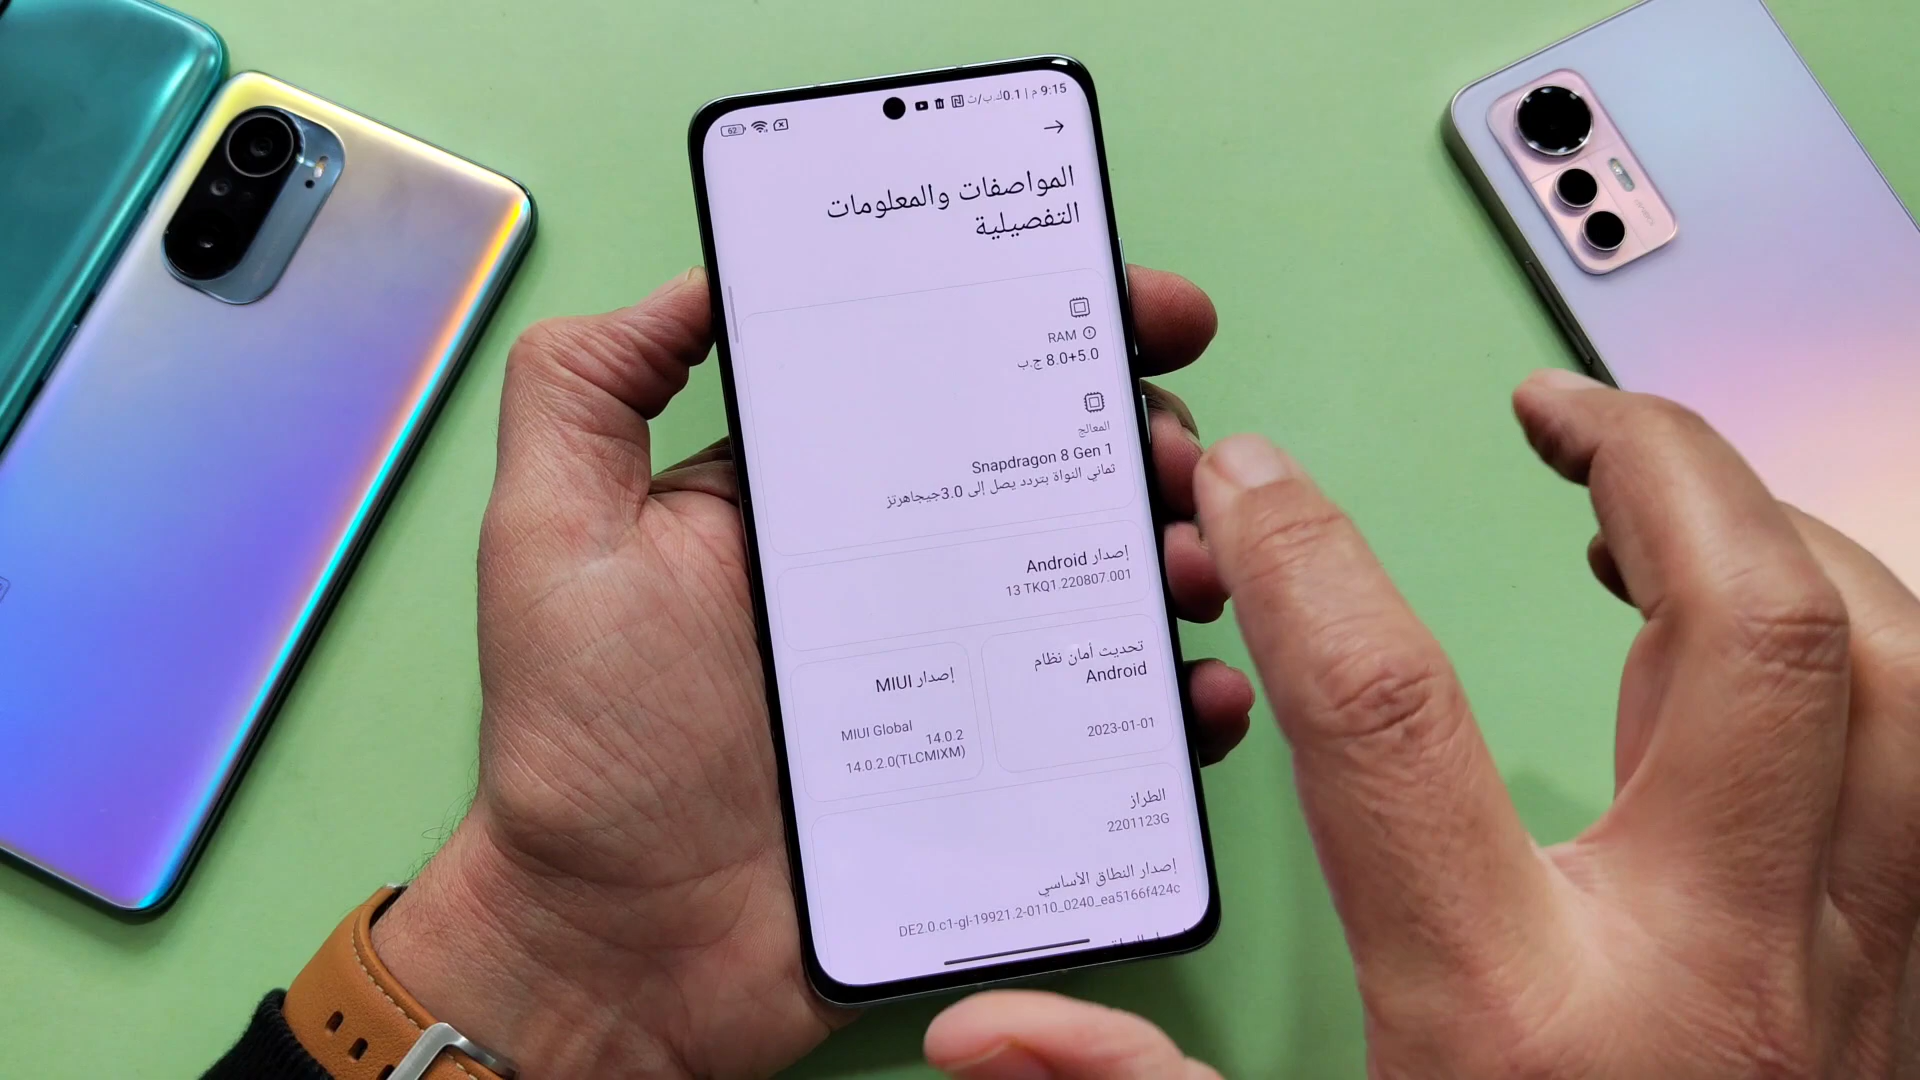 9:15 م | 0.1ك.ب/ث
62
المواصفات والمعلومات
التفصيلية
RAM
8.0+5.0 ج.ب
المعالج
Snapdragon 8 Gen 1
ثماني النواة بتردد يصل إلى 3.0جيجاهرتز
إصدار Android
13 TKQ1.220807.001
تحديث أمان نظام
Android
2023-01-01
إصدار MIUI
MIUI Global
14.0.2
14.0.2.0(TLCMIXM)
الطراز
2201123G
إصدار النطاق الأساسي
DE2.0.c1-gl-19921.2-0110_0240_ea5166f424c